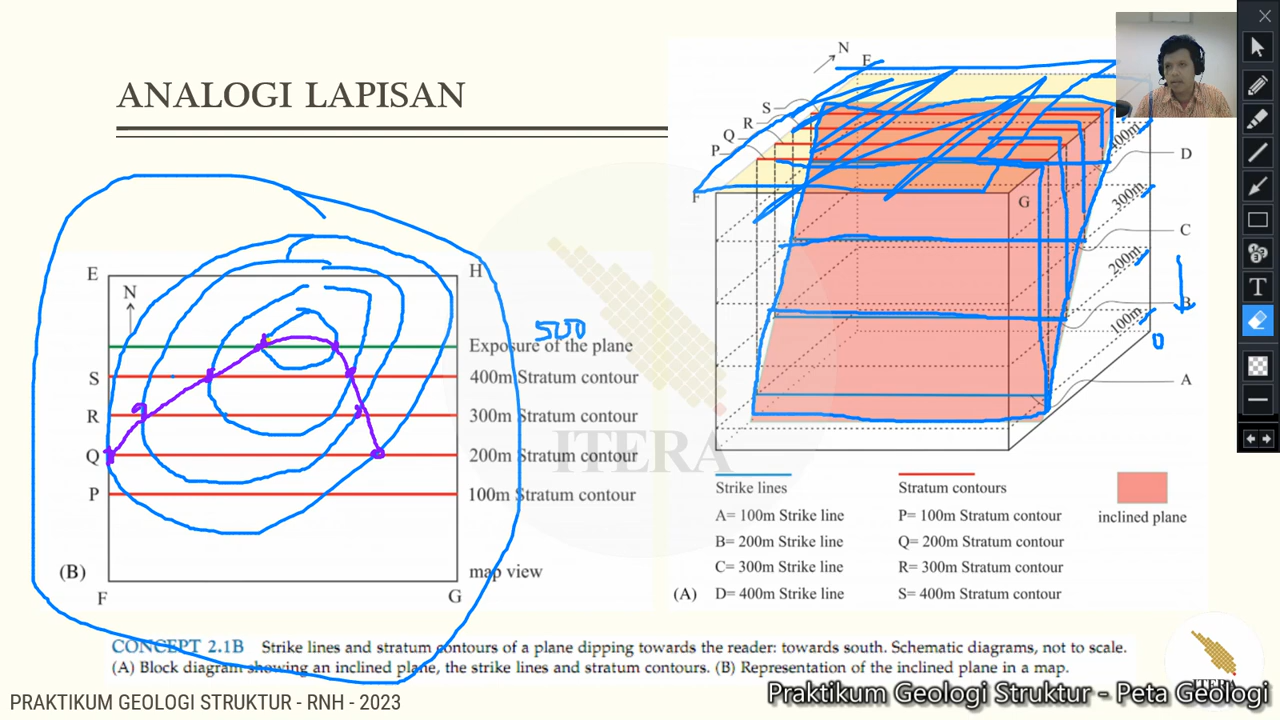 ANALOGI LAPISAN
N
E
S
R
Q
P
F
G
400m
D
300m
C
200m
B
100m
0
A
E
H
N
500
Exposure of the plane
S
400m Stratum contour
R
300m Stratum contour
Q
200m Stratum contour
P
100m Stratum contour
(B)
map view
F
G
ITERA
Strike lines
Stratum contours
A= 100m Strike line
P= 100m Stratum contour
inclined plane
B= 200m Strike line
Q= 200m Stratum contour
C= 300m Strike line
R= 300m Stratum contour
(A)
D= 400m Strike line
S= 400m Stratum contour
CONCEPT 2.1B Strike lines and stratum contours of a plane dipping towards the reader: towards south. Schematic diagrams, not to scale.
(A) Block diagram showing an inclined plane, the strike lines and stratum contours. (B) Representation of the inclined plane in a map.
ITERA
PRAKTIKUM GEOLOGI STRUKTUR - RNH - 2023
Praktikum Geologi Struktur - Peta Geologi